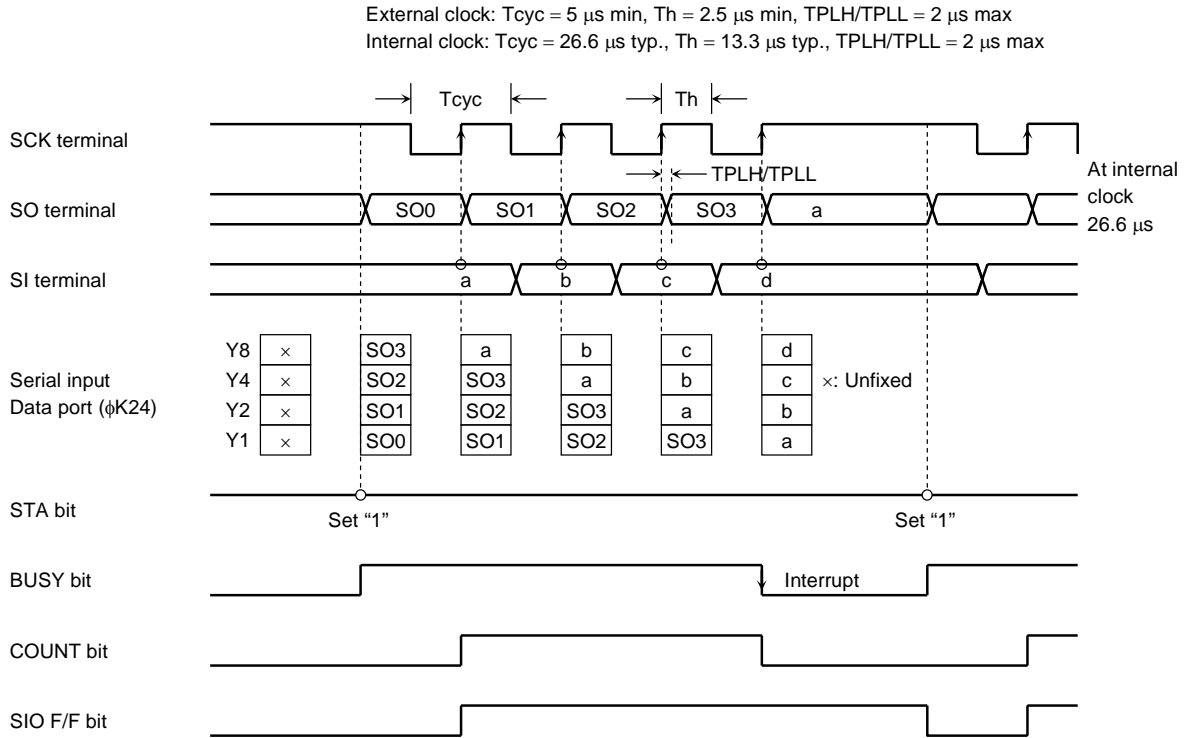 External clock: Tcyc = 5 μs min, Th = 2.5 μs min, TPLH/TPLL = 2 μs max
Internal clock: Tcyc = 26.6 μs typ., Th = 13.3 μs typ., TPLH/TPLL = 2 μs max
Tcyc Th
SCK terminal
TPLH/TPLL
At internal
clock
26.6 μs
SO terminal SO0 SO1 SO2 SO3 a
SI terminal a b c d
Serial input
Data port (φK24)
Y8 × SO3 a b c d
Y4 × SO2 SO3 a b c ×: Unfixed
Y2 × SO1 SO2 SO3 a b
Y1 × SO0 SO1 SO2 SO3 a
STA bit
Set “1” Set “1”
BUSY bit Interrupt
COUNT bit
SIO F/F bit